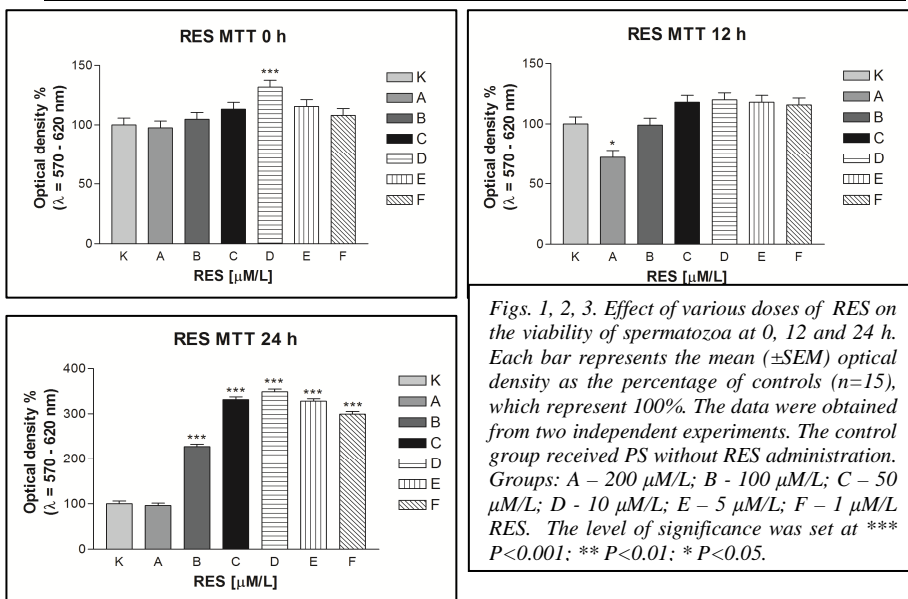 RES MTT 0 h
Optical density %
(λ = 570 - 620 nm)
150
100
50
0
K
A
B
C
D
E
F
***
K A B C D E F
RES [µM/L]
RES MTT 12 h
Optical density %
(λ = 570 - 620 nm)
150
100
50
0
*
K
A
B
C
D
E
F
K A B C D E F
RES [µM/L]
RES MTT 24 h
Optical density %
(λ = 570 - 620 nm)
400
300
200
100
0
*** *** *** *** ***
K
A
B
C
D
E
F
K A B C D E F
RES [µM/L]
Figs. 1, 2, 3. Effect of various doses of RES on
the viability of spermatozoa at 0, 12 and 24 h.
Each bar represents the mean (±SEM) optical
density as the percentage of controls (n=15),
which represent 100%. The data were obtained
from two independent experiments. The control
group received PS without RES administration.
Groups: A – 200 µM/L; B - 100 µM/L; C – 50
µM/L; D - 10 µM/L; E – 5 µM/L; F – 1 µM/L
RES. The level of significance was set at ***
P<0.001; ** P<0.01; * P<0.05.